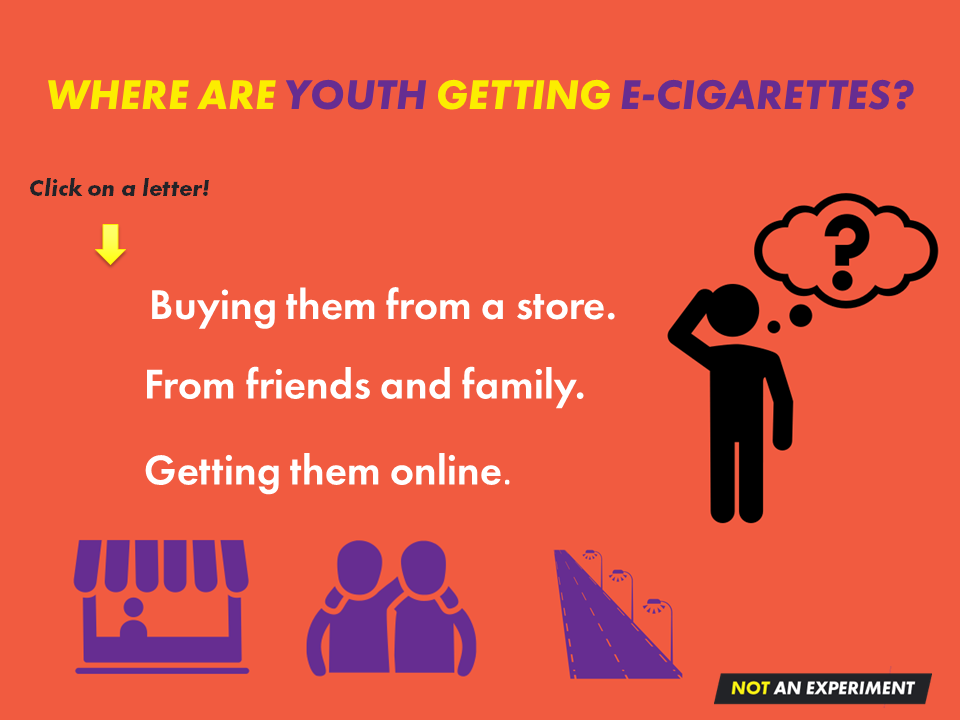 WHERE ARE YOUTH GETTING E-CIGARETTES?
Click on a letter!
?
Buying them from a store.
From friends and family.
Getting them online.
NOT AN EXPERIMENT